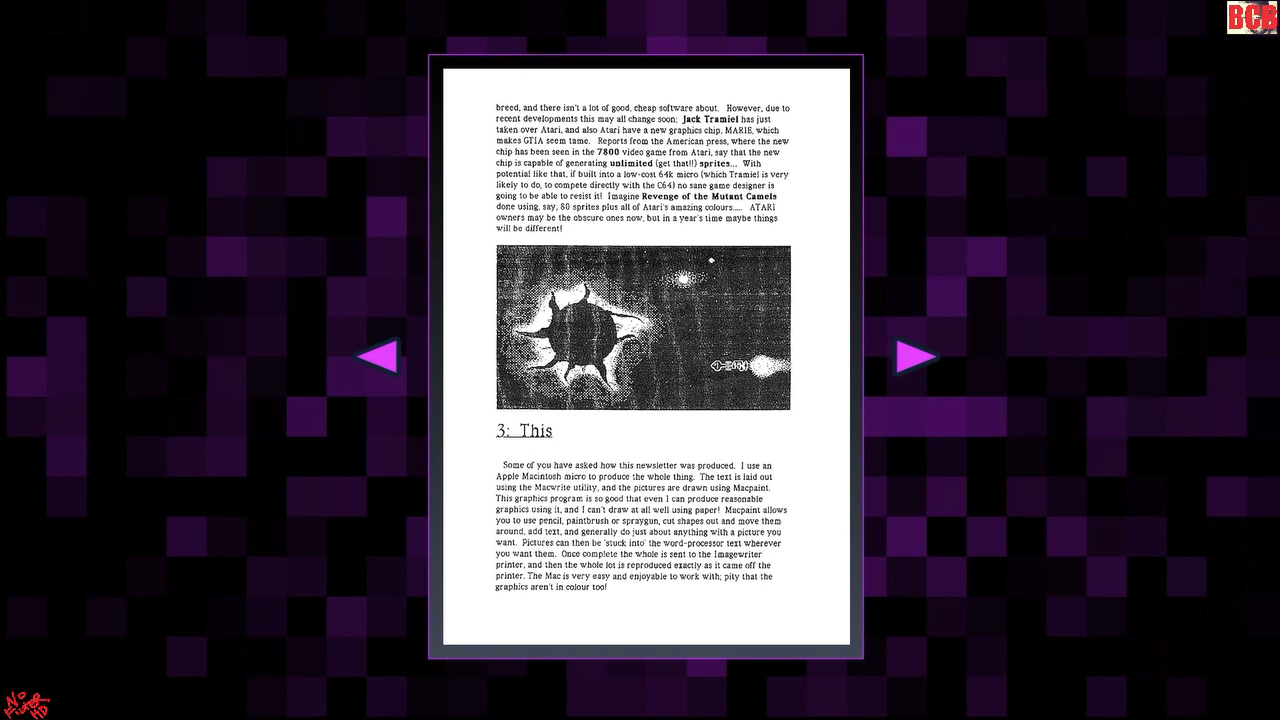 BCB
breed, and there isn't a lot of good, cheap software about. However, due to
recent developments this may all change soon; Jack Tramiel has just
taken over Atari, and also Atari have a new graphics chip, MARIE, which
makes GTIA seem tame. Reports from the American press, where the new
chip has been seen in the 7800 video game from Atari, say that the new
chip is capable of generating unlimited (get that!!) sprites... With
potential like that, if built into a low-cost 64k micro (which Tramiel is very
likely to do, to compete directly with the C64) no sane game designer is
going to be able to resist it! Imagine Revenge of the Mutant Camels
done using, say, 80 sprites plus all of Atari's amazing colours..... ATARI
owners may be the obscure ones now, but in a year's time maybe things
will be different!
3: This
Some of you have asked how this newsletter was produced. I use an
Apple Macintosh micro to produce the whole thing. The text is laid out
using the Macwrite utility, and the pictures are drawn using Macpaint.
This graphics program is so good that even I can produce reasonable
graphics using it, and I can't draw at all well using paper! Macpaint allows
you to use pencil, paintbrush or spraygun, cut shapes out and move them
around, add text, and generally do just about anything with a picture you
want. Pictures can then be 'stuck into' the word-processor text wherever
you want them. Once complete the whole is sent to the Imagewriter
printer, and then the whole lot is reproduced exactly as it came off the
printer. The Mac is very easy and enjoyable to work with; pity that the
graphics aren't in colour too!
NO
FILTER
HD